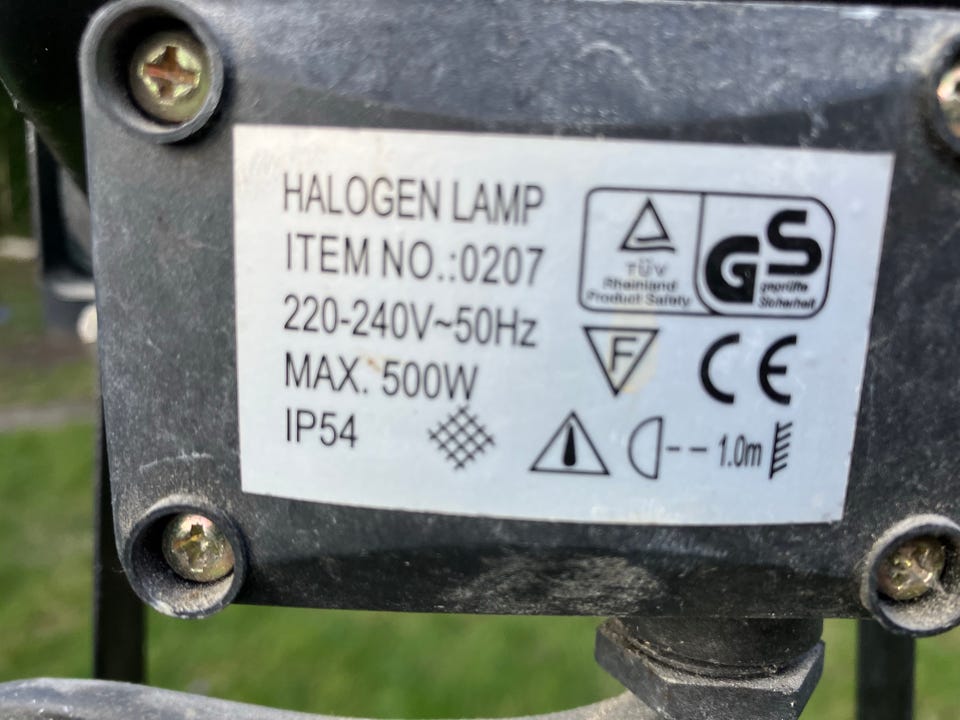 HALOGEN LAMP
ITEM NO.:0207
220-240V~50Hz
MAX. 500W
IP54
TÜV
Rheinland
Product Safety
GS
geprüfte
Sicherheit
F
CE
1.0m